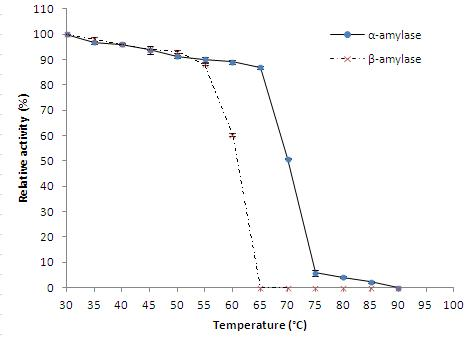 110
100
90
80
70
60
50
40
30
20
10
0
Relative activity (%)
α-amylase
β-amylase
30 35 40 45 50 55 60 65 70 75 80 85 90 95 100
Temperature (°C)